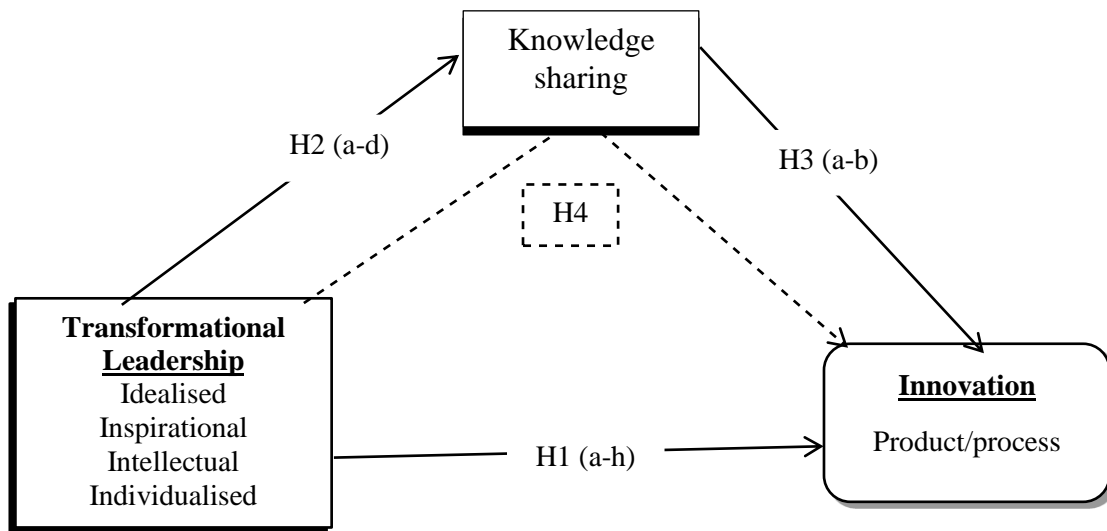 Knowledge
sharing
H2 (a-d)
H3 (a-b)
H4
Transformational
Leadership
Idealised
Inspirational
Intellectual
Individualised
H1 (a-h)
Innovation
Product/process